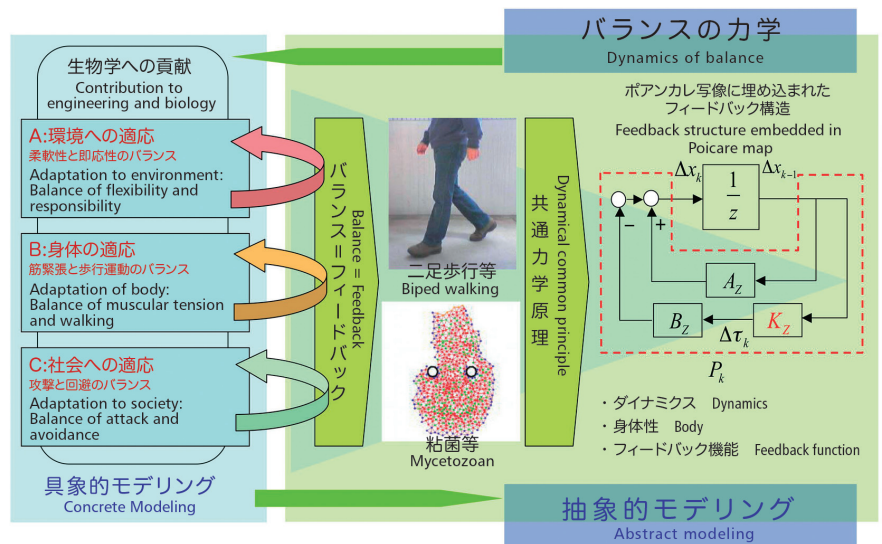 バランスの力学
Dynamics of balance
生物学への貢献
Contribution to
engineering and biology
A:環境への適応
柔軟性と即応性のバランス
Adaptation to environment:
Balance of flexibility and
responsibility
B:身体の適応
筋緊張と歩行運動のバランス
Adaptation of body:
Balance of muscular tension
and walking
C:社会への適応
攻撃と回避のバランス
Adaptation to society:
Balance of attack and
avoidance
具象的モデリング
Concrete Modeling
バランス＝フィードバック
Balance = Feedback
二足歩行等
Biped walking
粘菌等
Mycetozoan
共通力学原理
Dynamical common principle
ポアンカレ写像に埋め込まれた
フィードバック構造
Feedback structure embedded in
Poicare map
Δx_k
1
z
Δx_{k−1}
−
+
A_Z
B_Z
Δτ_k
K_Z
P_k
・ダイナミクス Dynamics
・身体性 Body
・フィードバック機能 Feedback function
抽象的モデリング
Abstract modeling